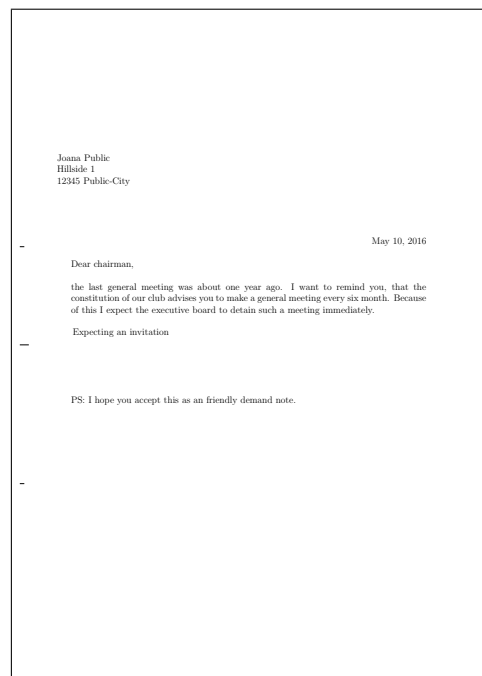 Joana Public
Hillside 1
12345 Public-City
May 10, 2016
Dear chairman,
the last general meeting was about one year ago. I want to remind you, that the
constitution of our club advises you to make a general meeting every six month. Because
of this I expect the executive board to detain such a meeting immediately.
Expecting an invitation
PS: I hope you accept this as an friendly demand note.